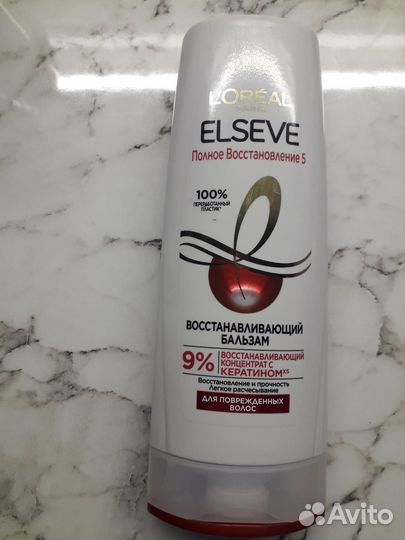 L'ORÉAL
PARIS
ELSEVE
Полное Восстановление 5
100%
ПЕРЕРАБОТАННЫЙ
ПЛАСТИК*
ВОССТАНАВЛИВАЮЩИЙ
БАЛЬЗАМ
9% ВОССТАНАВЛИВАЮЩИЙ
КОНЦЕНТРАТ С
КЕРАТИНОМ XS
Восстановление и прочность
Легкое расчесывание
ДЛЯ ПОВРЕЖДЕННЫХ
ВОЛОС
Avito